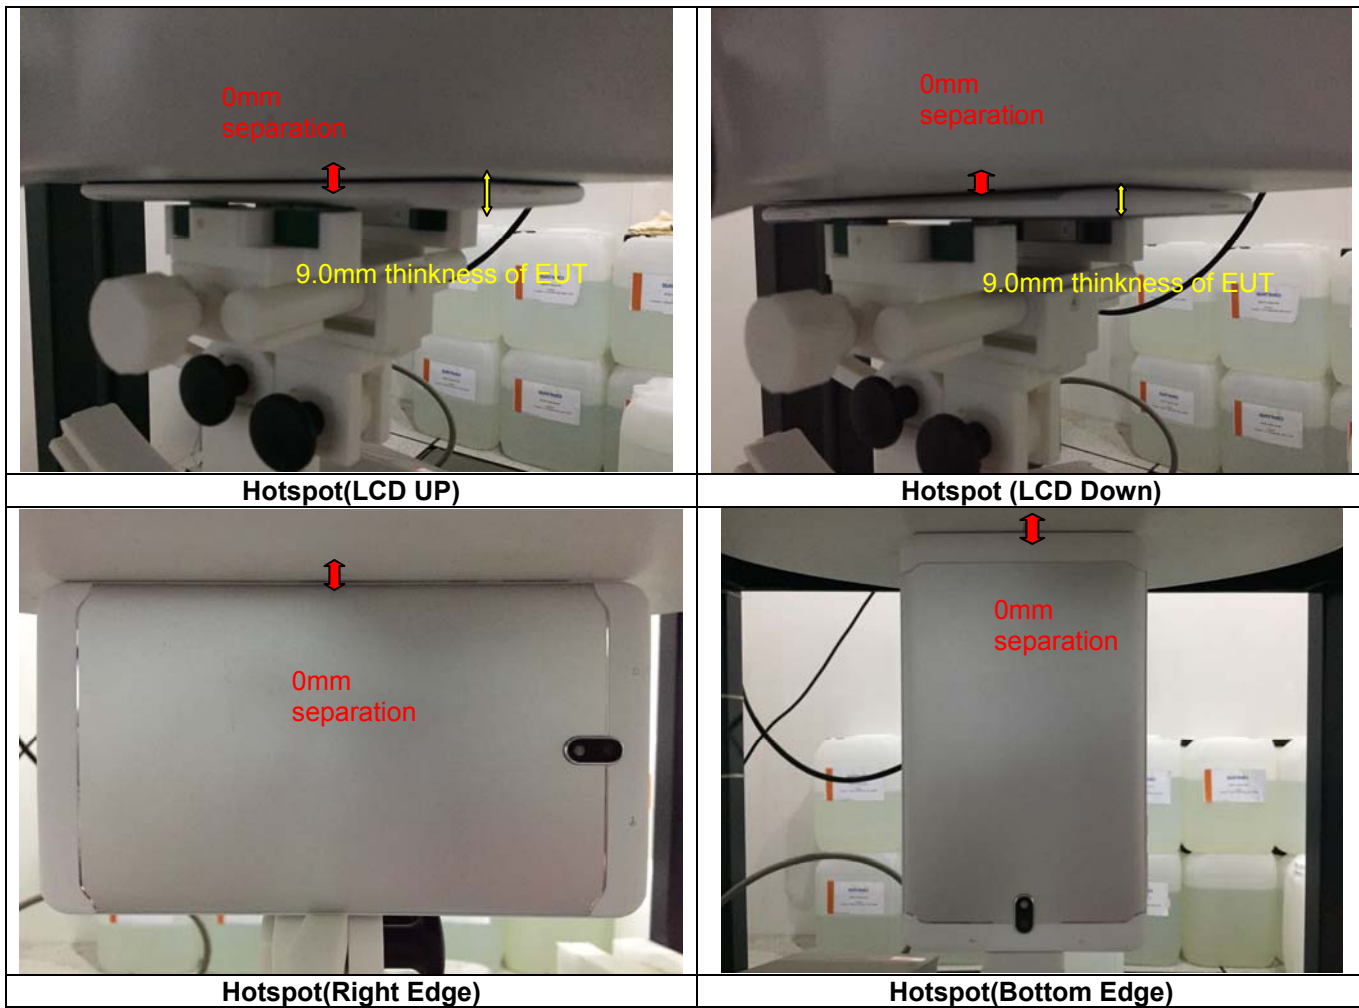 0mm
separation
9.0mm thinkness of EUT
0mm
separation
9.0mm thinkness of EUT
Hotspot(LCD UP)
Hotspot (LCD Down)
0mm
separation
0mm
separation
Hotspot(Right Edge)
Hotspot(Bottom Edge)